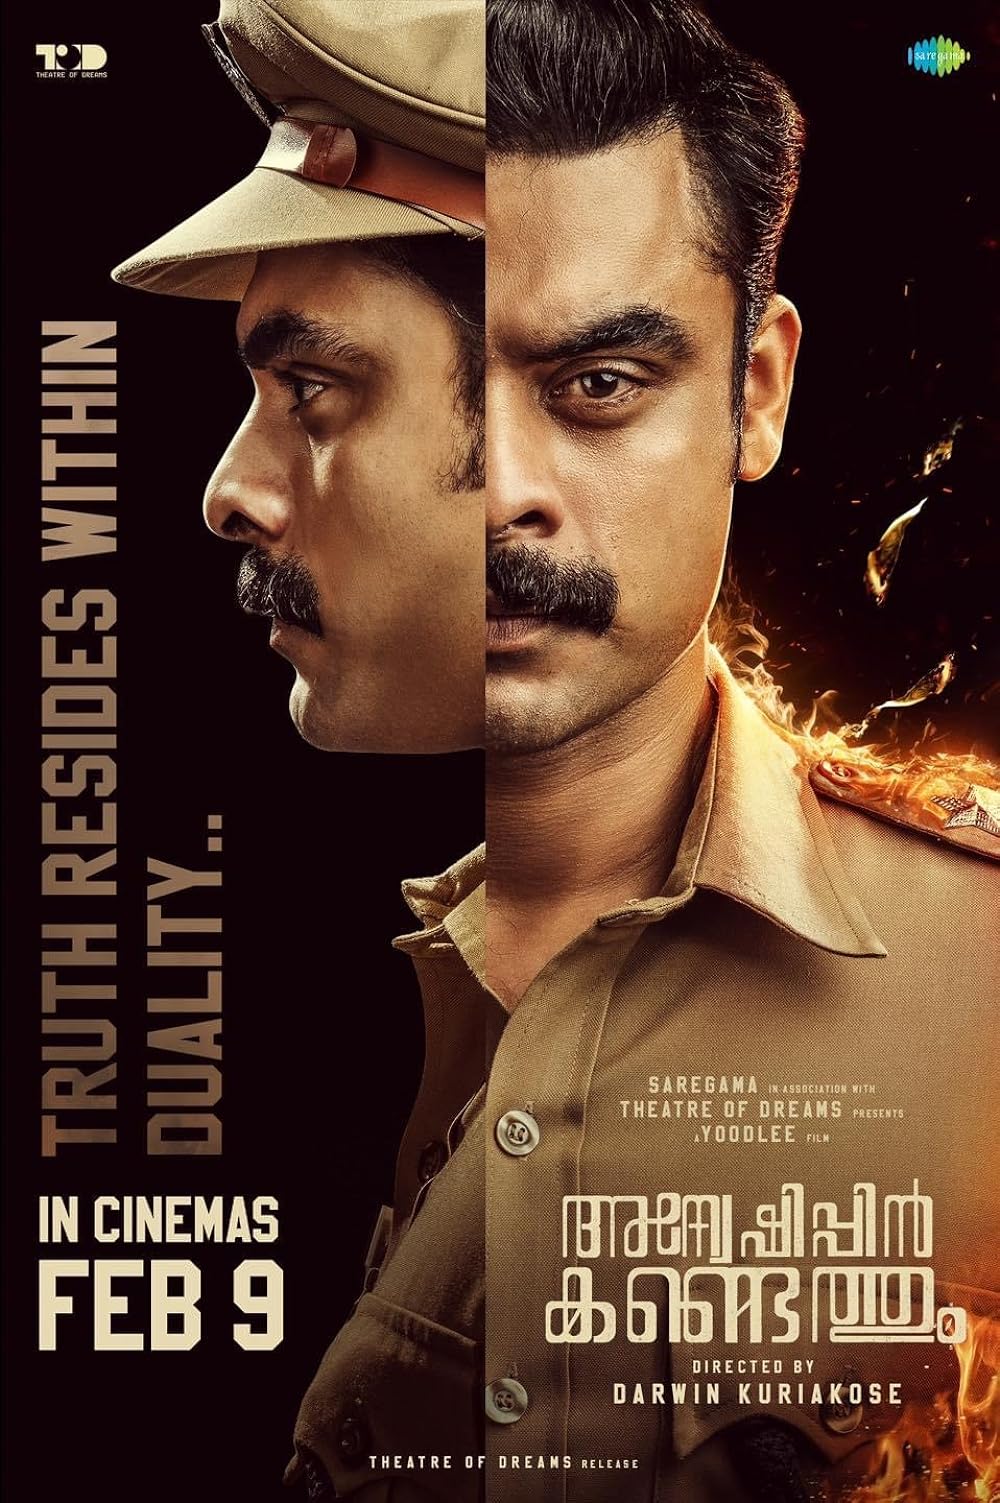 TOD
THEATRE OF DREAMS
saregama
TRUTH RESIDES WITHIN
DUALITY..
SAREGAMA IN ASSOCIATION WITH
THEATRE OF DREAMS PRESENTS
A YOODLEE FILM
IN CINEMAS
FEB 9
അന്വേഷിപ്പിൻ
കണ്ടെത്തും
DIRECTED BY
DARWIN KURIAKOSE
THEATRE OF DREAMS RELEASE